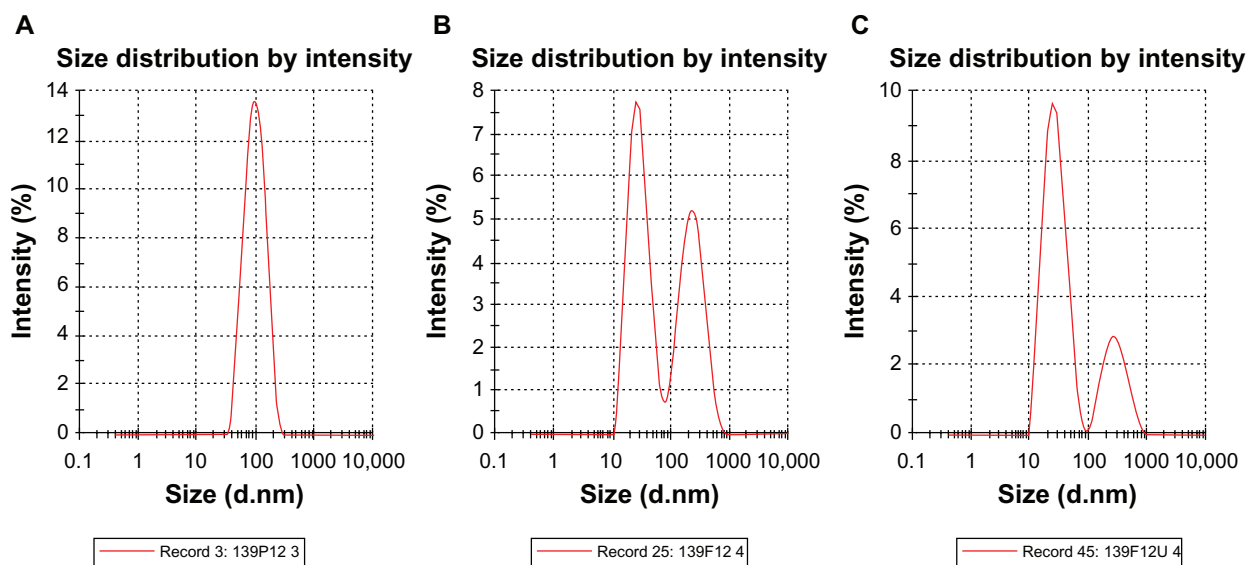 A
Size distribution by intensity
14
12
10
8
6
4
2
0
Intensity (%)
0.1 1 10 100 1000 10,000
Size (d.nm)
Record 3: 139P12 3
B
Size distribution by intensity
8
7
6
5
4
3
2
1
0
Intensity (%)
0.1 1 10 100 1000 10,000
Size (d.nm)
Record 25: 139F12 4
C
Size distribution by intensity
10
8
6
4
2
0
Intensity (%)
0.1 1 10 100 1000 10,000
Size (d.nm)
Record 45: 139F12U 4